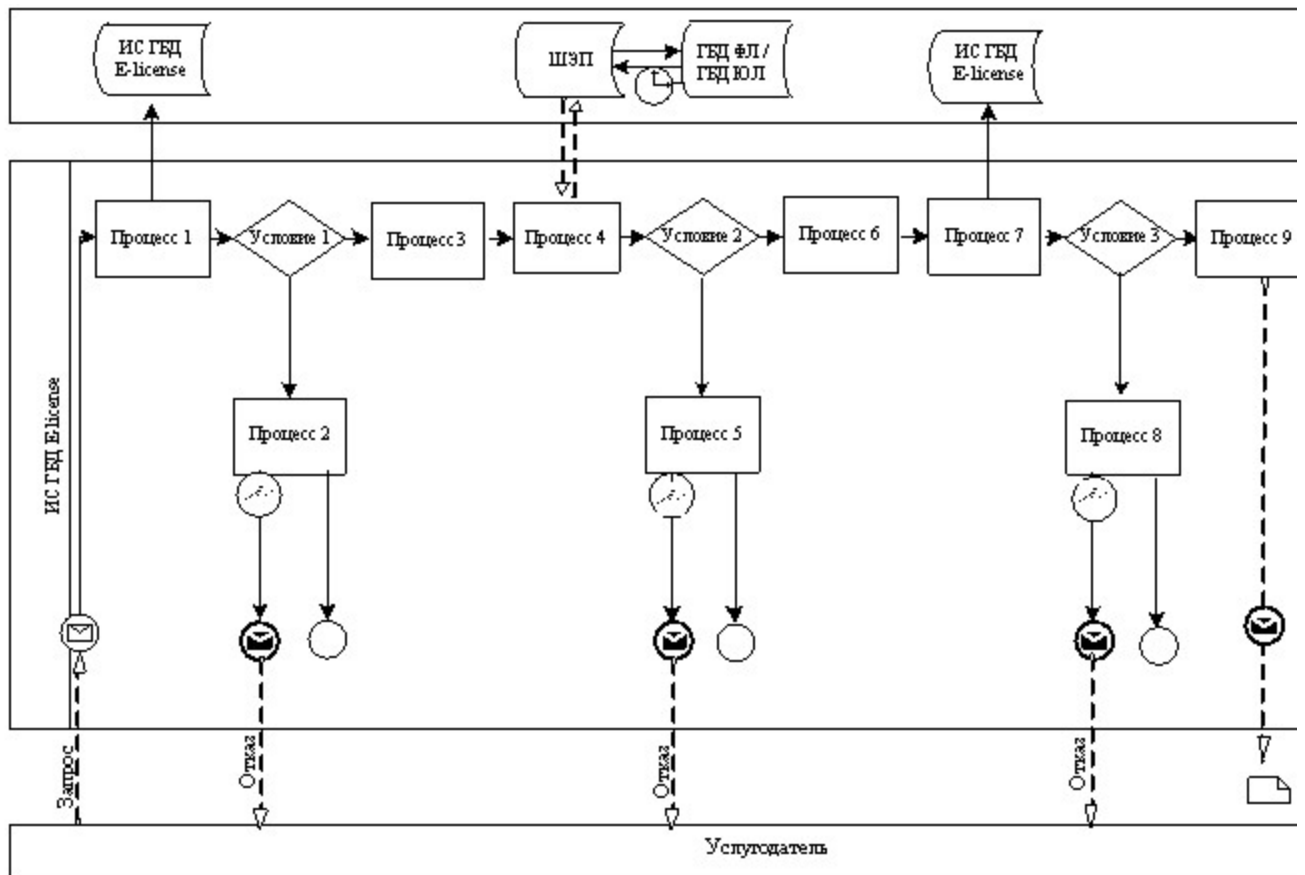 ИС ГБД
E-license
ШЭП
ГБД ФЛ /
ГБД ЮЛ
ИС ГБД
E-license
Процесс 1
Условие 1
Процесс 3
Процесс 4
Условие 2
Процесс 6
Процесс 7
Условие 3
Процесс 9
ИС ГБД E-license
Процесс 2
Процесс 5
Процесс 8
Запрос
Отказ
Отказ
Отказ
Услугодатель